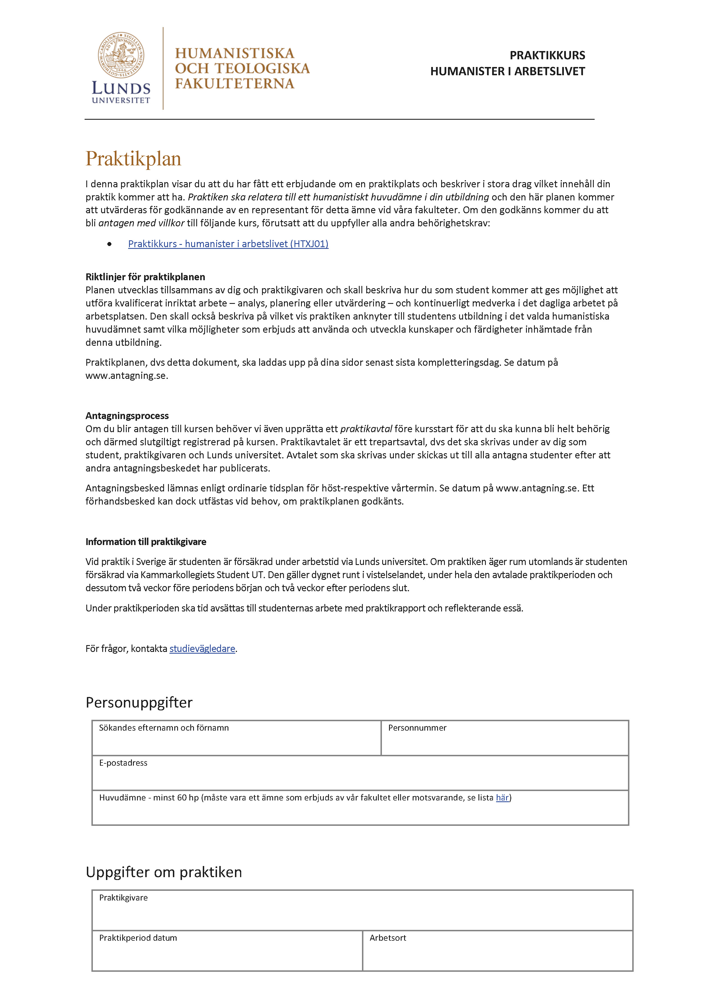 SIGILLVM·VNIVERSITATIS GOTHORVM·CAROLINÆ
AD VTRVMQVE
1666
LUNDS
UNIVERSITET
HUMANISTISKA
OCH TEOLOGISKA
FAKULTETERNA
PRAKTIKKURS
HUMANISTER I ARBETSLIVET
Praktikplan
I denna praktikplan visar du att du har fått ett erbjudande om en praktikplats och beskriver i stora drag vilket innehåll din
praktik kommer att ha. Praktiken ska relatera till ett humanistiskt huvudämne i din utbildning och den här planen kommer
att utvärderas för godkännande av en representant för detta ämne vid våra fakulteter. Om den godkänns kommer du att
bli antagen med villkor till följande kurs, förutsatt att du uppfyller alla andra behörighetskrav:
• Praktikkurs - humanister i arbetslivet (HTXJ01)
Riktlinjer för praktikplanen
Planen utvecklas tillsammans av dig och praktikgivaren och skall beskriva hur du som student kommer att ges möjlighet att
utföra kvalificerat inriktat arbete – analys, planering eller utvärdering – och kontinuerligt medverka i det dagliga arbetet på
arbetsplatsen. Den skall också beskriva på vilket vis praktiken anknyter till studentens utbildning i det valda humanistiska
huvudämnet samt vilka möjligheter som erbjuds att använda och utveckla kunskaper och färdigheter inhämtade från
denna utbildning.
Praktikplanen, dvs detta dokument, ska laddas upp på dina sidor senast sista kompletteringsdag. Se datum på
www.antagning.se.
Antagningsprocess
Om du blir antagen till kursen behöver vi även upprätta ett praktikavtal före kursstart för att du ska kunna bli helt behörig
och därmed slutgiltigt registrerad på kursen. Praktikavtalet är ett trepartsavtal, dvs det ska skrivas under av dig som
student, praktikgivaren och Lunds universitet. Avtalet som ska skrivas under skickas ut till alla antagna studenter efter att
andra antagningsbeskedet har publicerats.
Antagningsbesked lämnas enligt ordinarie tidsplan för höst-respektive vårtermin. Se datum på www.antagning.se. Ett
förhandsbesked kan dock utfästas vid behov, om praktikplanen godkänts.
Information till praktikgivare
Vid praktik i Sverige är studenten är försäkrad under arbetstid via Lunds universitet. Om praktiken äger rum utomlands är studenten
försäkrad via Kammarkollegiets Student UT. Den gäller dygnet runt i vistelselandet, under hela den avtalade praktikperioden och
dessutom två veckor före periodens början och två veckor efter periodens slut.
Under praktikperioden ska tid avsättas till studenternas arbete med praktikrapport och reflekterande essä.
För frågor, kontakta studievägledare.
Personuppgifter
Sökandes efternamn och förnamn
Personnummer
E-postadress
Huvudämne - minst 60 hp (måste vara ett ämne som erbjuds av vår fakultet eller motsvarande, se lista här)
Uppgifter om praktiken
Praktikgivare
Praktikperiod datum
Arbetsort